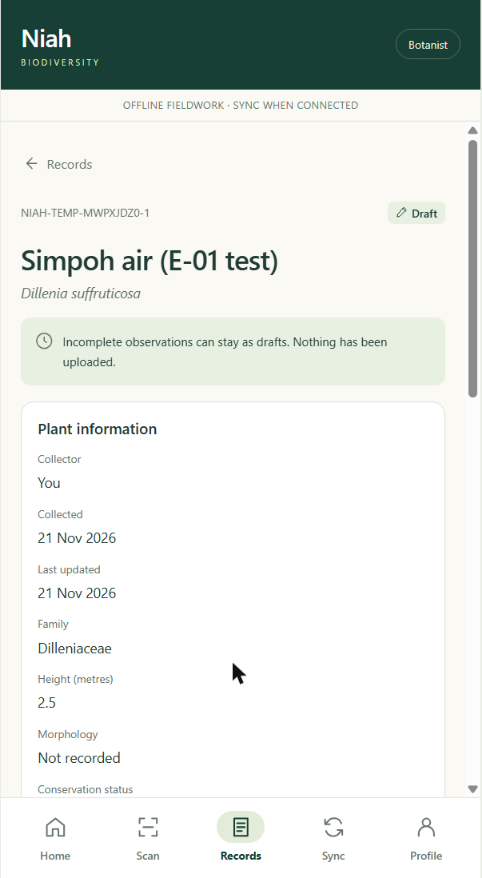 Niah
BIODIVERSITY
Botanist
OFFLINE FIELDWORK · SYNC WHEN CONNECTED
Records
NIAH-TEMP-MWPXJDZ0-1
Draft
Simpoh air (E-01 test)
Dillenia suffruticosa
Incomplete observations can stay as drafts. Nothing has been
uploaded.
Plant information
Collector
You
Collected
21 Nov 2026
Last updated
21 Nov 2026
Family
Dilleniaceae
Height (metres)
2.5
Morphology
Not recorded
Conservation status
Home
Scan
Records
Sync
Profile